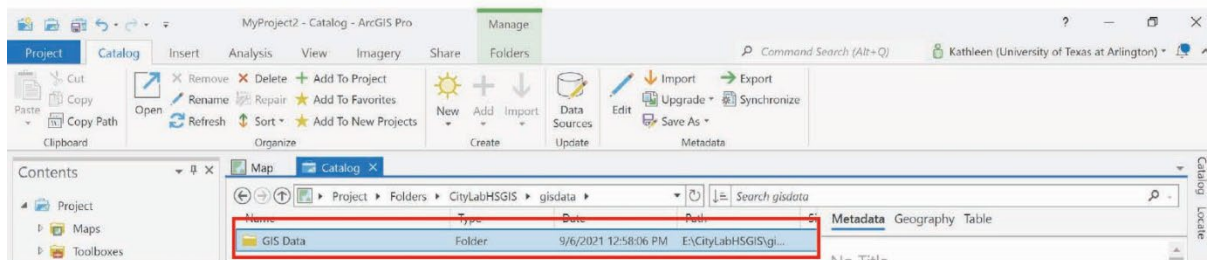 MyProject2 - Catalog - ArcGIS Pro
Manage
?
Project Catalog Insert Analysis View Imagery Share Folders
Command Search (Alt+Q)
Kathleen (University of Texas at Arlington)
Cut
Copy
Copy Path
Paste
Clipboard
Open
Remove Delete Add To Project
Rename Repair Add To Favorites
Refresh Sort Add To New Projects
Organize
New Add Import
Create
Data Sources
Update
Edit
Import Export
Upgrade Synchronize
Save As
Metadata
Contents
Map Catalog
Catalog
Locate
Project Folders CityLabHSGIS gisdata
Search gisdata
Project
Maps
Toolboxes
Name Type Date Path
Metadata Geography Table
GIS Data Folder 9/6/2021 12:58:06 PM E:\CityLabHSGIS\gi...
No Title